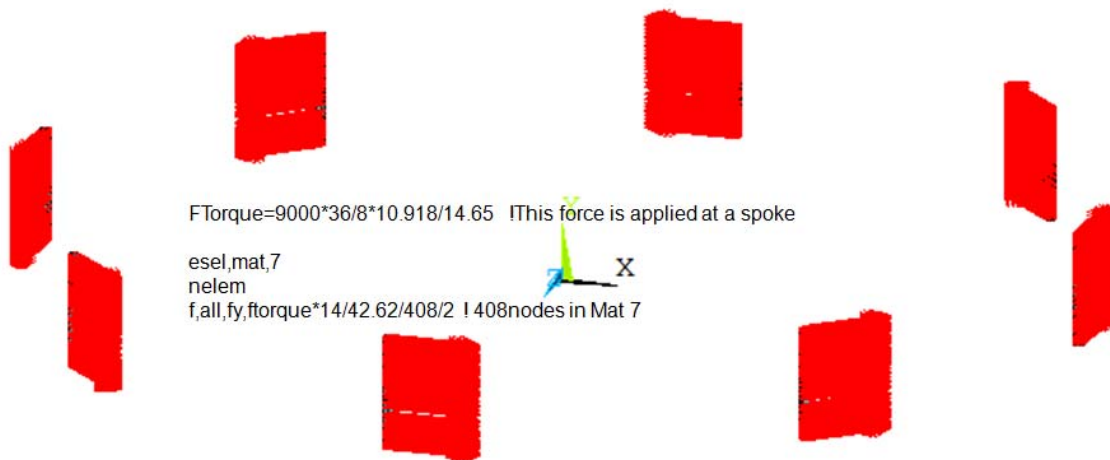 FTorque=9000*36/8*10.918/14.65 !This force is applied at a spoke
Y
X
Z
esel,mat,7
nelem
f,all,fy,ftorque*14/42.62/408/2 ! 408nodes in Mat 7